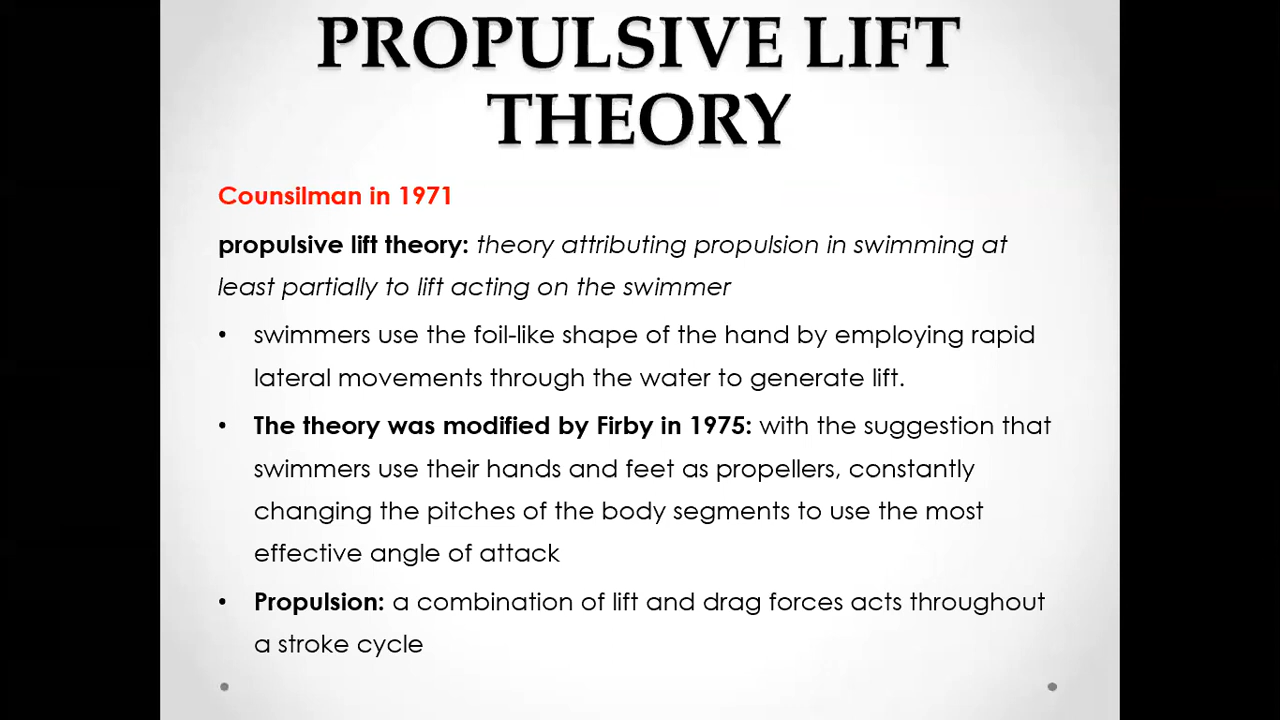 PROPULSIVE LIFT
THEORY
Counsilman in 1971
propulsive lift theory: theory attributing propulsion in swimming at
least partially to lift acting on the swimmer
• swimmers use the foil-like shape of the hand by employing rapid
lateral movements through the water to generate lift.
• The theory was modified by Firby in 1975: with the suggestion that
swimmers use their hands and feet as propellers, constantly
changing the pitches of the body segments to use the most
effective angle of attack
• Propulsion: a combination of lift and drag forces acts throughout
a stroke cycle